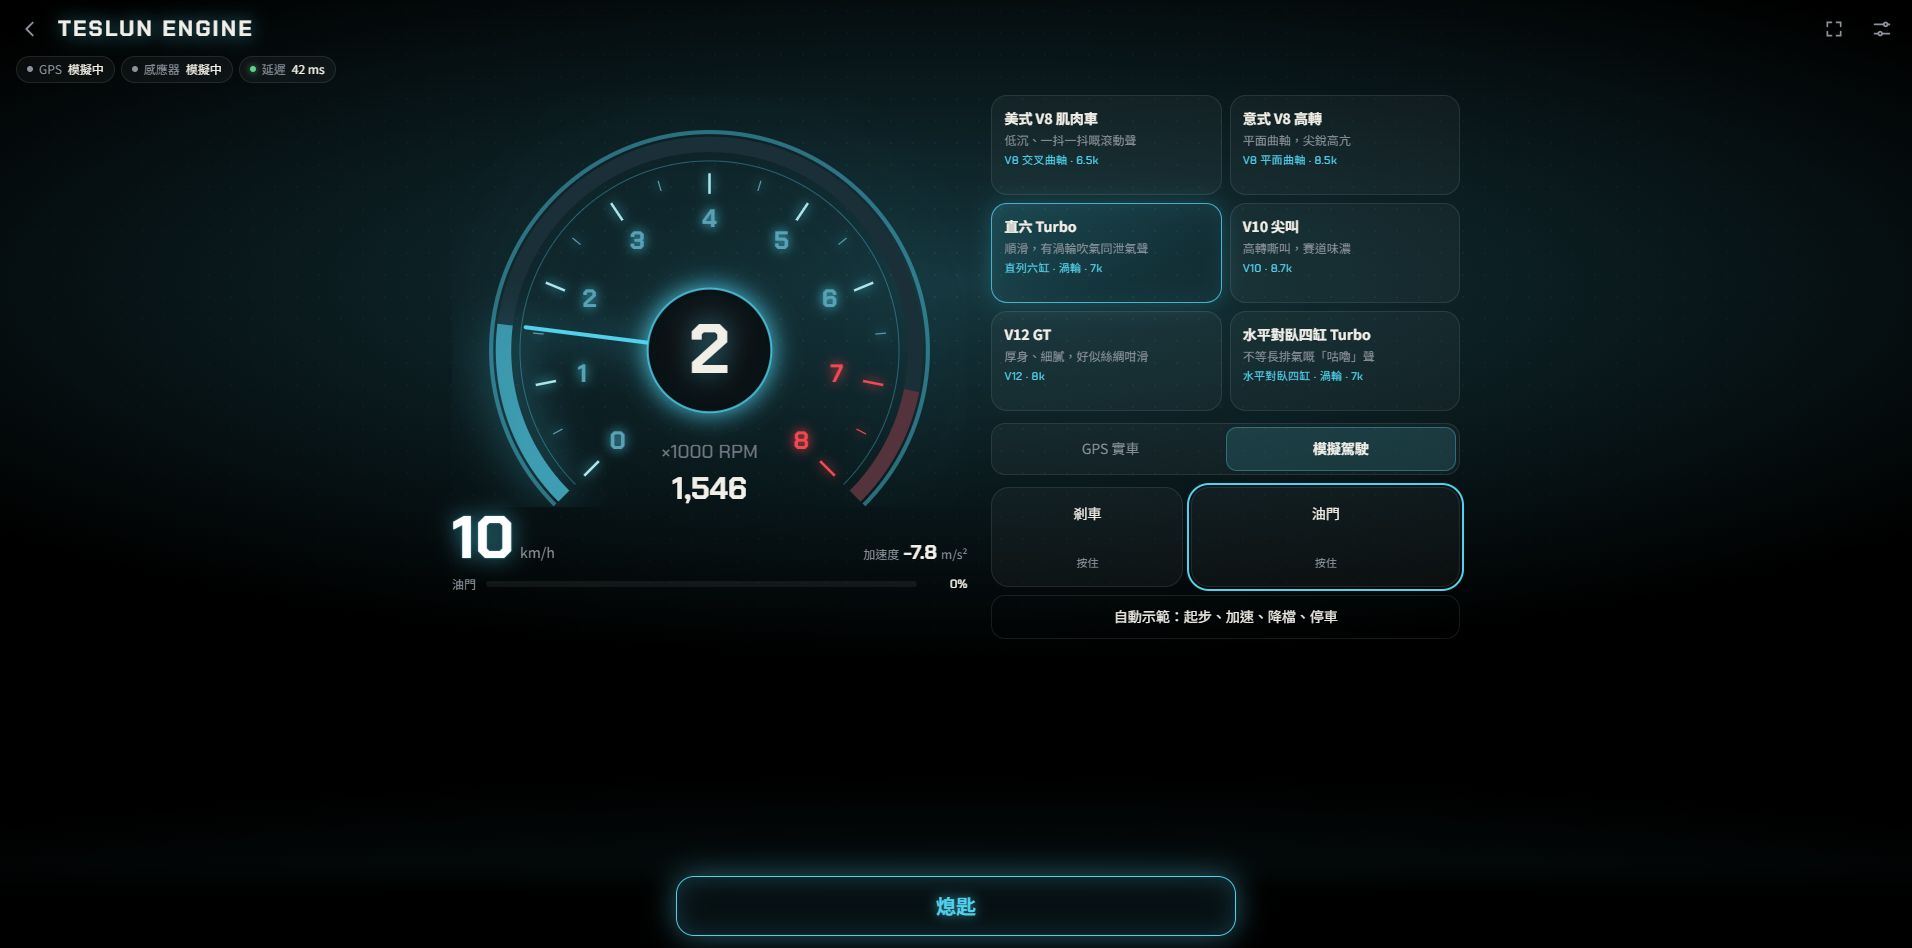 TESLUN ENGINE
GPS 模擬中
感應器 模擬中
延遲 42 ms
0
1
2
3
4
5
6
7
8
2
×1000 RPM
1,546
10 km/h
加速度 -7.8 m/s²
油門 0%
美式 V8 肌肉車
低沉、一抖一抖嘅滾動聲
V8 交叉曲軸 · 6.5k
意式 V8 高轉
平面曲軸，尖銳高亢
V8 平面曲軸 · 8.5k
直六 Turbo
順滑，有渦輪吹氣同泄氣聲
直列六缸 · 渦輪 · 7k
V10 尖叫
高轉嘶叫，賽道味濃
V10 · 8.7k
V12 GT
厚身、細膩，好似絲綢咁滑
V12 · 8k
水平對臥四缸 Turbo
不等長排氣嘅「咕嚕」聲
水平對臥四缸 · 渦輪 · 7k
GPS 實車
模擬駕駛
剎車
按住
油門
按住
自動示範：起步、加速、降檔、停車
熄匙